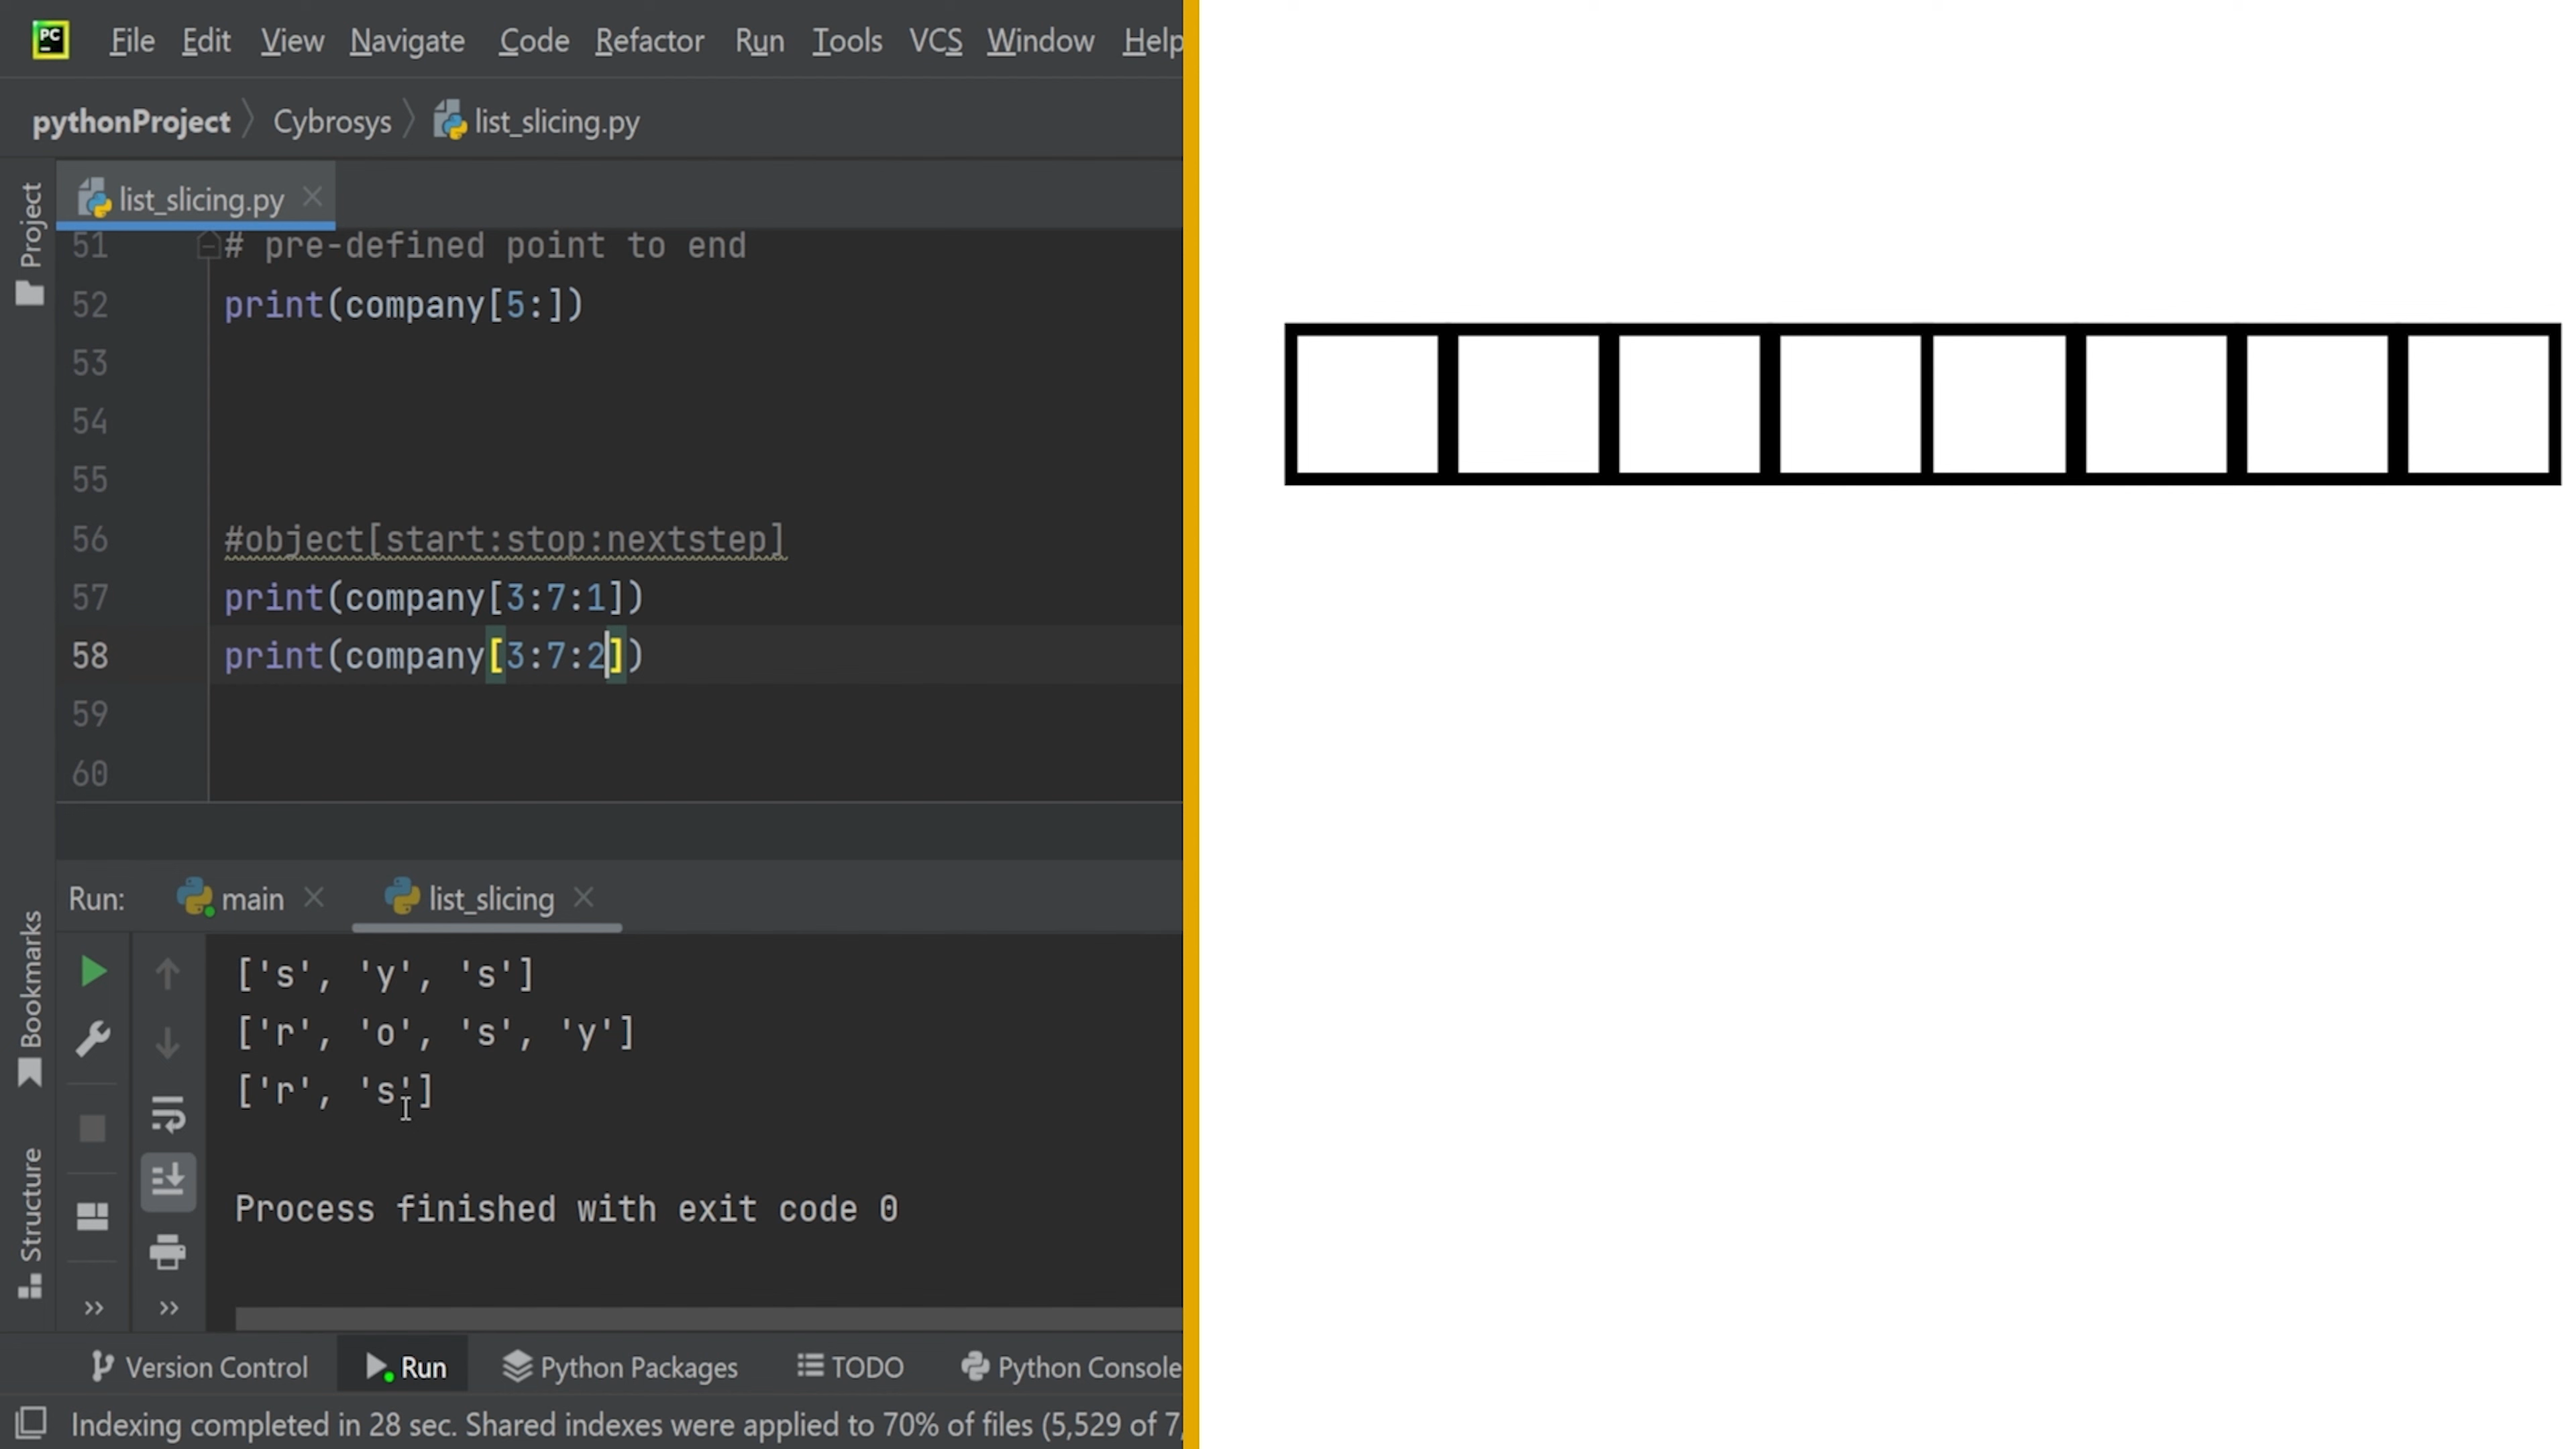 PC
File Edit View Navigate Code Refactor Run Tools VCS Window Help
pythonProject Cybrosys list_slicing.py
Project
list_slicing.py
51 # pre-defined point to end
52 print(company[5:])
53
54
55
56 #object[start:stop:nextstep]
57 print(company[3:7:1])
58 print(company[3:7:2])
59
60
Run: main list_slicing
['s', 'y', 's']
['r', 'o', 's', 'y']
['r', 's']
Process finished with exit code 0
Bookmarks
Structure
Version Control Run Python Packages TODO Python Console
Indexing completed in 28 sec. Shared indexes were applied to 70% of files (5,529 of 7,